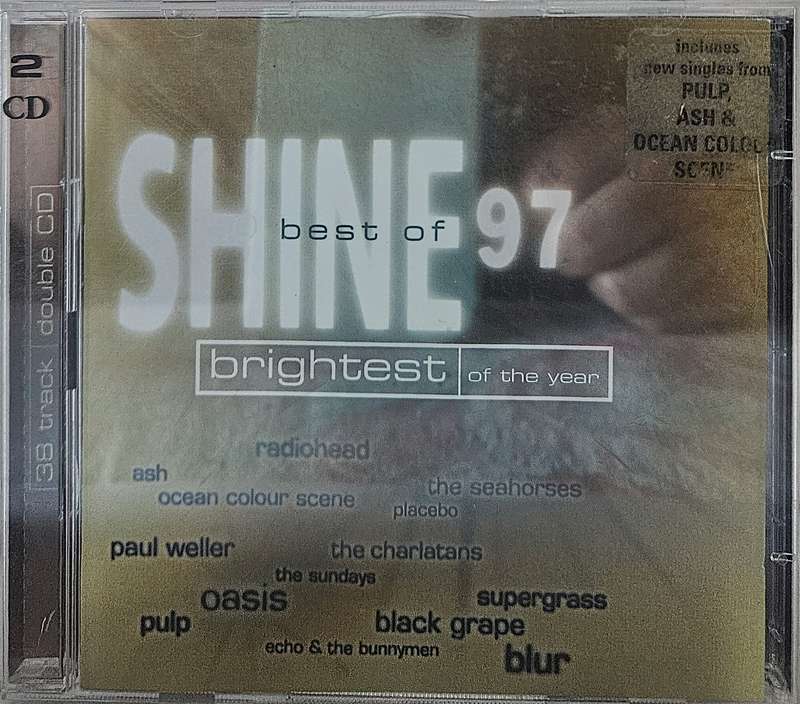 2
CD
38 track | double CD
includes
new singles from
PULP,
ASH &
OCEAN COLOUR
SCENE
SHINE
best of 97
brightest | of the year
radiohead
ash
the seahorses
ocean colour scene
placebo
paul weller
the charlatans
the sundays
oasis
supergrass
pulp
black grape
echo & the bunnymen
blur